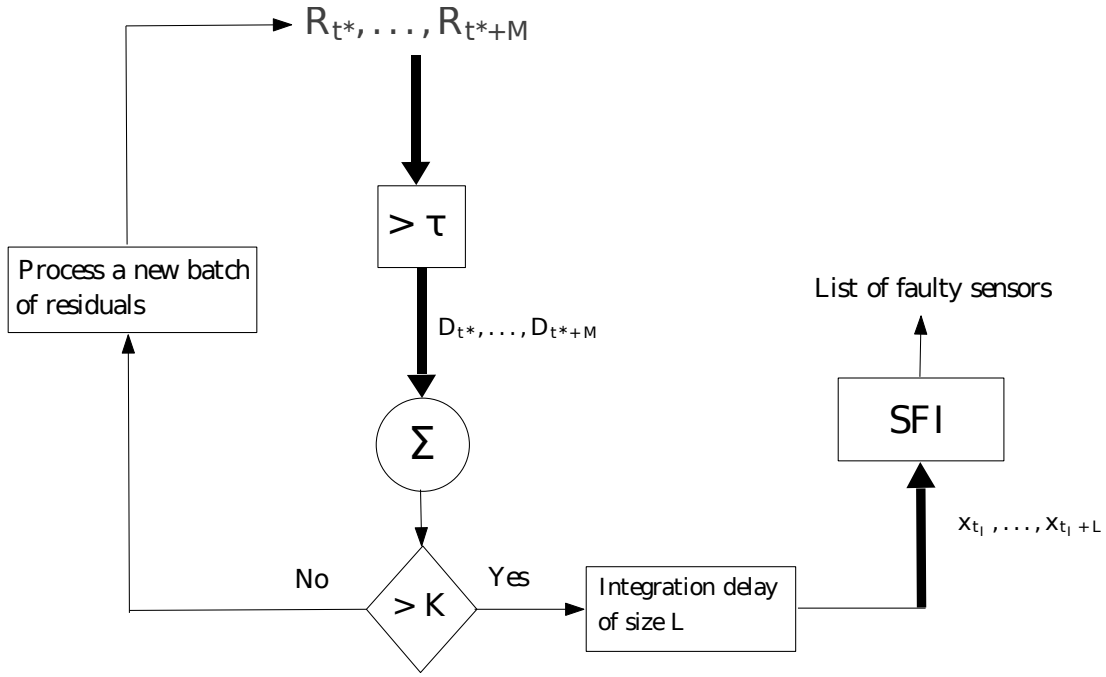 R_{t*}, . . . , R_{t*+M}
> τ
Process a new batch
of residuals
D_{t*}, . . . , D_{t*+M}
List of faulty sensors
Σ
SFI
x_{t_I} , . . . , x_{t_I+L}
No
Yes
> K
Integration delay
of size L